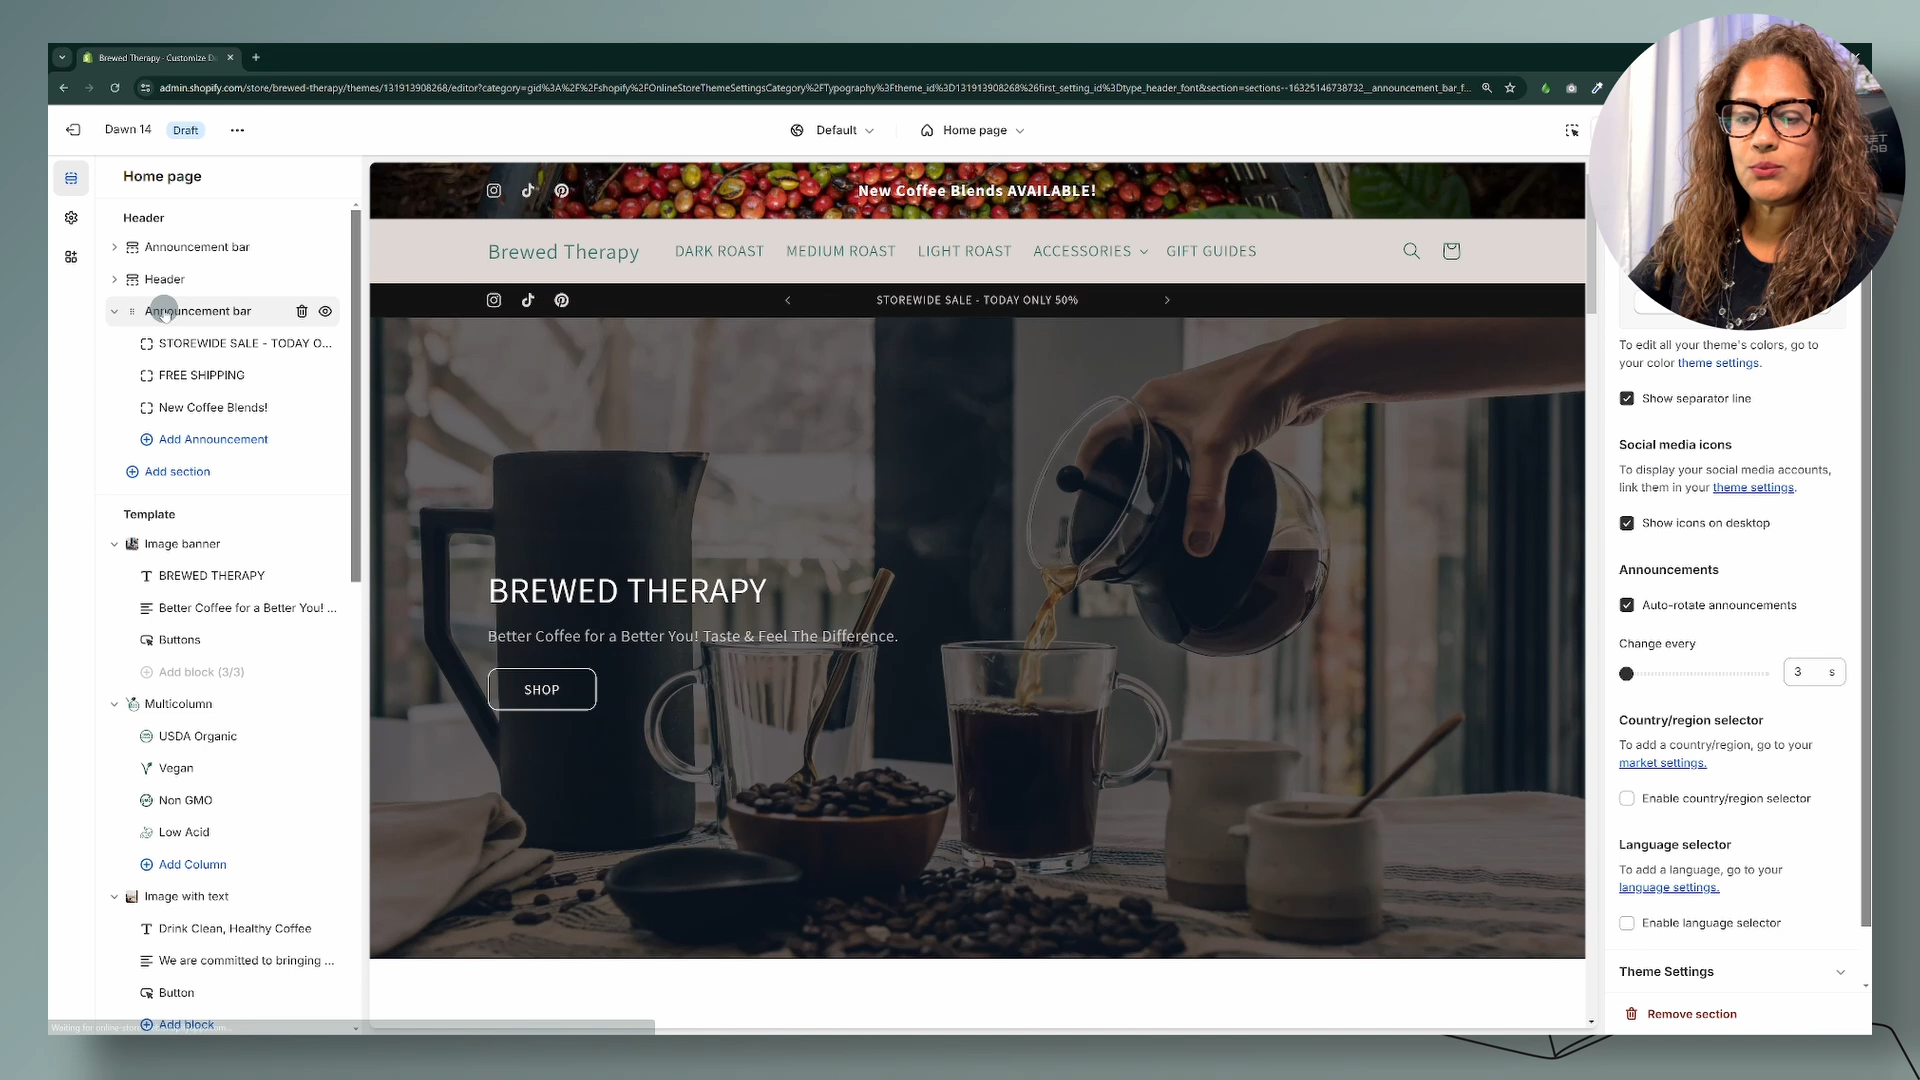 Brewed Therapy - Customize D
admin.shopify.com/store/brewed-therapy/themes/131913908268/editor?category=gid%3A%2F%2Fshopify%2FOnlineStoreThemeSettingsCategory%2FTypography%3Ftheme_id%3D131913908268%26first_setting_id%3Dtype_header_font&section=sections--16325146738732__announcement_bar_f...
Dawn 14
Draft
Default
Home page
Home page
Header
Announcement bar
Header
Announcement bar
STOREWIDE SALE - TODAY O...
FREE SHIPPING
New Coffee Blends!
Add Announcement
Add section
Template
Image banner
BREWED THERAPY
Better Coffee for a Better You! ...
Buttons
Add block (3/3)
Multicolumn
USDA Organic
Vegan
Non GMO
Low Acid
Add Column
Image with text
Drink Clean, Healthy Coffee
We are committed to bringing ...
Button
Add block
New Coffee Blends AVAILABLE!
Brewed Therapy
DARK ROAST
MEDIUM ROAST
LIGHT ROAST
ACCESSORIES
GIFT GUIDES
STOREWIDE SALE - TODAY ONLY 50%
BREWED THERAPY
Better Coffee for a Better You! Taste & Feel The Difference.
SHOP
To edit all your theme's colors, go to
your color theme settings.
Show separator line
Social media icons
To display your social media accounts,
link them in your theme settings.
Show icons on desktop
Announcements
Auto-rotate announcements
Change every
3 s
Country/region selector
To add a country/region, go to your
market settings.
Enable country/region selector
Language selector
To add a language, go to your
language settings.
Enable language selector
Theme Settings
Remove section